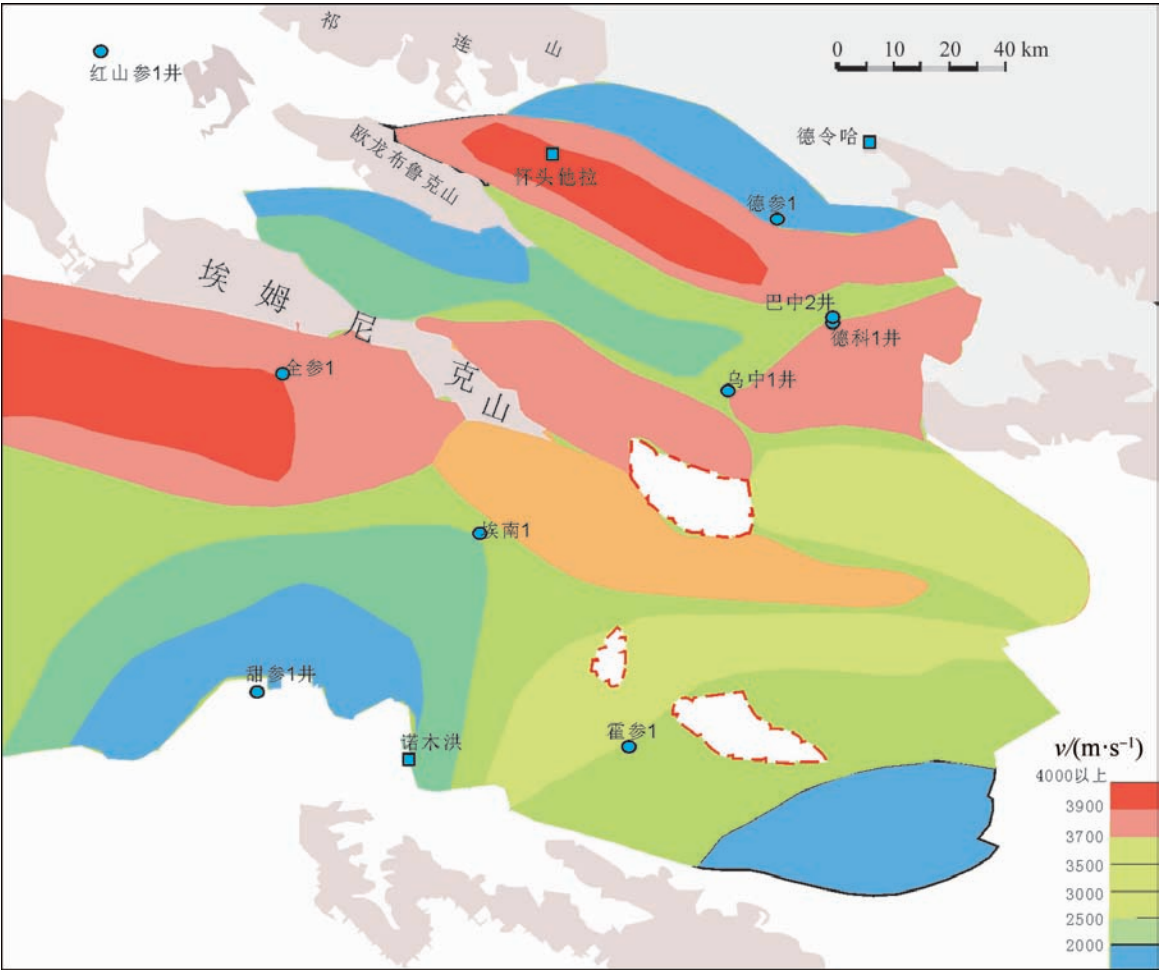 祁连山
0 10 20 40 km
红山参1井
欧龙布鲁克山
德令哈
怀头他拉
德参1
埃姆尼克山
巴中2井
德科1井
全参1
乌中1井
埃南1
甜参1井
诺木洪
霍参1
v/(m·s⁻¹)
4000以上
3900
3700
3500
3000
2500
2000